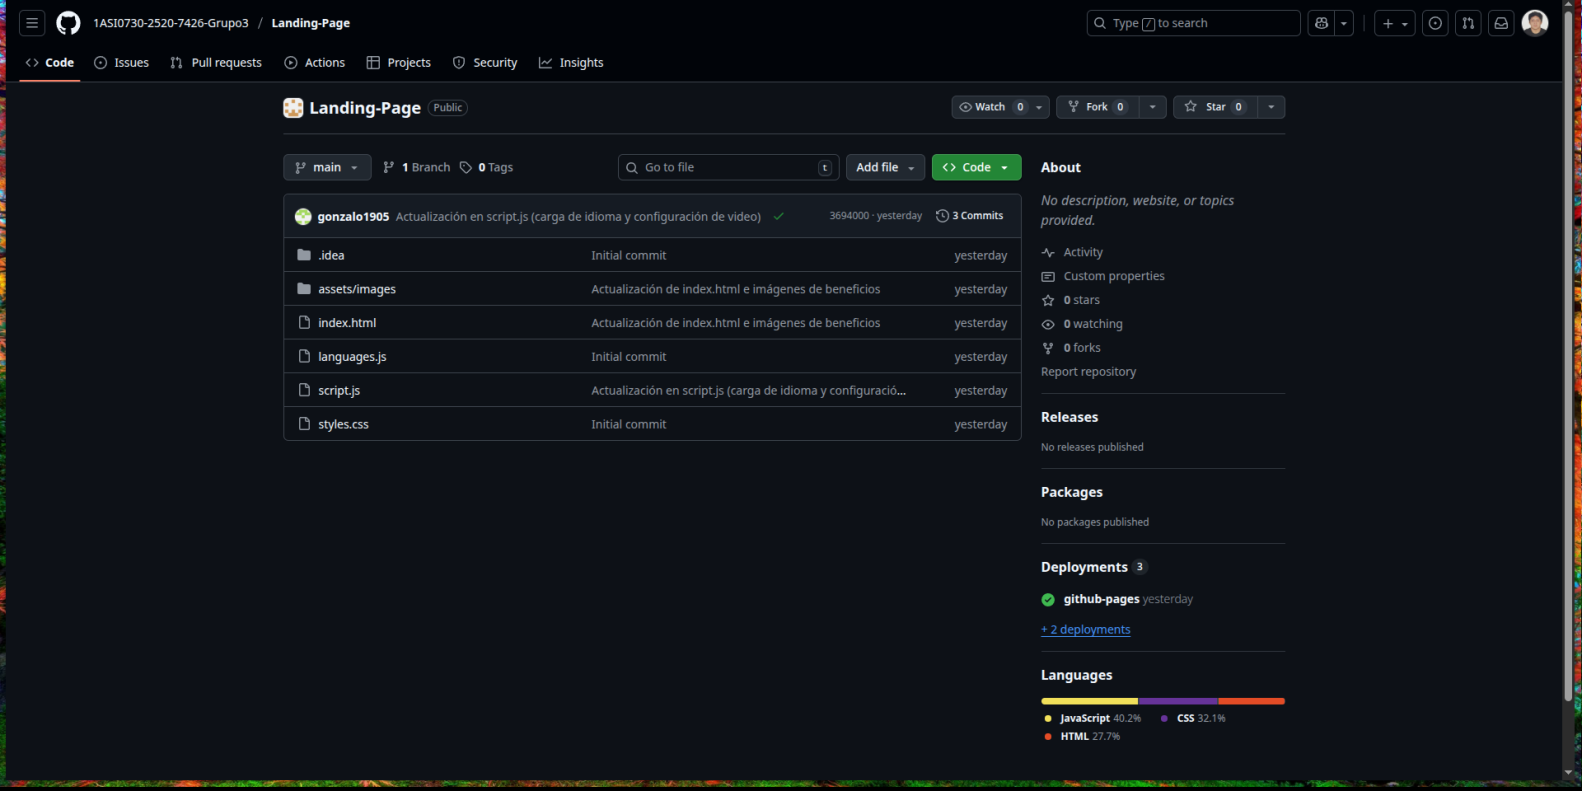 1ASI0730-2520-7426-Grupo3 / Landing-Page
Type / to search
Code Issues Pull requests Actions Projects Security Insights
Landing-Page Public
Watch 0 Fork 0 Star 0
main 1 Branch 0 Tags Go to file t Add file Code
gonzalo1905 Actualización en script.js (carga de idioma y configuración de video) 3694000 · yesterday 3 Commits
.idea Initial commit yesterday
assets/images Actualización de index.html e imágenes de beneficios yesterday
index.html Actualización de index.html e imágenes de beneficios yesterday
languages.js Initial commit yesterday
script.js Actualización en script.js (carga de idioma y configuració... yesterday
styles.css Initial commit yesterday
About
No description, website, or topics
provided.
Activity
Custom properties
0 stars
0 watching
0 forks
Report repository
Releases
No releases published
Packages
No packages published
Deployments 3
github-pages yesterday
+ 2 deployments
Languages
JavaScript 40.2% CSS 32.1%
HTML 27.7%